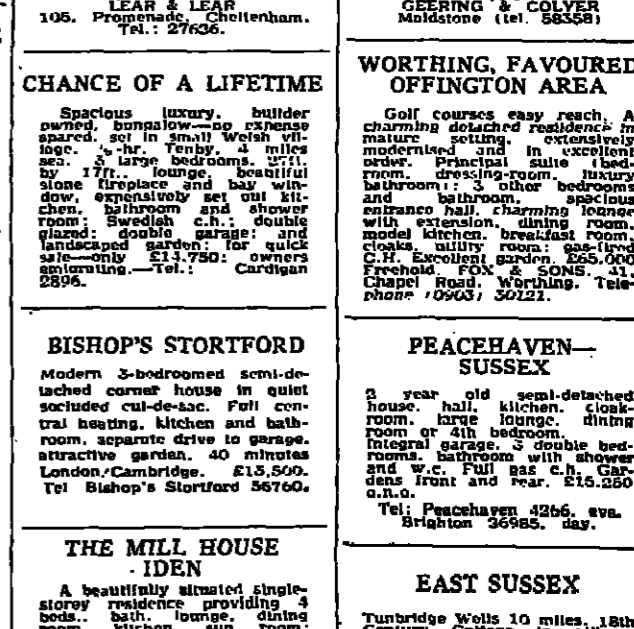 LEAR & LEAR
105. Promenade, Cheltenham.
Tel.: 27636.
CHANCE OF A LIFETIME
Spacious luxury, builder
owned, bongalow—no expense
spared. set in small Welsh vil-
lage. ½-hr. Tenby, 4 miles
sea. 3 large bedrooms. 27ft.
by 17ft.. lounge, beautiful
stone fireplace and bay win-
dow, expensively set out kit-
chen, bathroom and shower
room: Swedish c.h.: double
glazed: double garage: and
landscaped garden: for quick
sale—only £14.750: owners
emigrating.—Tel.: Cardigan
2896.
BISHOP'S STORTFORD
Modern 3-bedroomed semi-de-
tached corner house in quiet
secluded cul-de-sac. Full cen-
tral heating, kitchen and bath-
room, separate drive to garage.
attractive garden. 40 minutes
London/Cambridge. £13,500.
Tel Bishop's Stortford 56760.
THE MILL HOUSE
- IDEN
A beautifully situated single-
storey residence providing 4
beds.. bath. lounge, dining
room kitchen sun room:
GEERING & COLYER
Maidstone (tel. 58358)
WORTHING, FAVOURED
OFFINGTON AREA
Golf courses easy reach. A
charming detached residence in
mature setting, extensively
modernised and in excellent
order. Principal suite (bed-
room, dressing-room, luxury
bathroom): 3 other bedrooms
and bathroom, spacious
entrance hall, charming lounge
with extension, dining room.
model kitchen, breakfast room,
cloaks, utility room: gas-fired
C.H. Excellent garden. £65.000
Freehold. FOX & SONS. 41.
Chapel Road. Worthing. Tele-
phone (0903) 30121.
PEACEHAVEN—
SUSSEX
2 year old semi-detached
house. hall, kitchen. cloak-
room. large lounge. dining
room or 4th bedroom.
Integral garage. 3 double bed-
rooms. bathroom with shower
and w.c. Full gas c.h. Gar-
dens front and rear. £15.250
o.n.o.
Tel: Peacehaven 4266. eve.
Brighton 36985. day.
EAST SUSSEX
Tunbridge Wells 10 miles. 18th